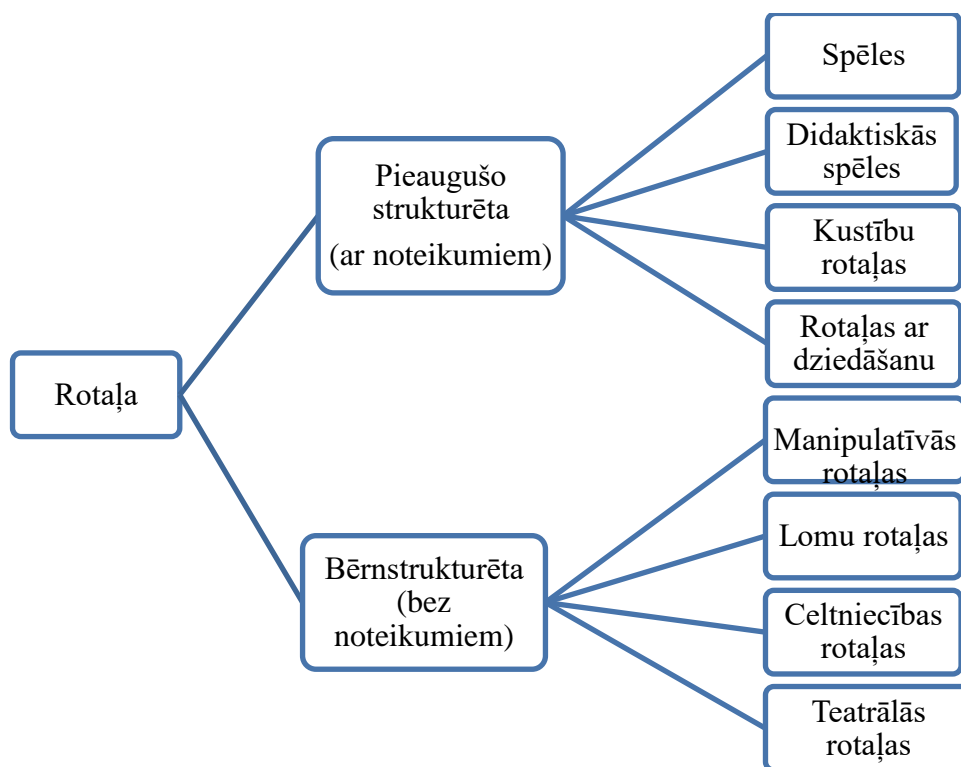 Rotaļa
Pieaugušo
strukturēta
(ar noteikumiem)
Spēles
Didaktiskās
spēles
Kustību
rotaļas
Rotaļas ar
dziedāšanu
Bērnstrukturēta
(bez
noteikumiem)
Manipulatīvās
rotaļas
Lomu rotaļas
Celtniecības
rotaļas
Teatrālās
rotaļas